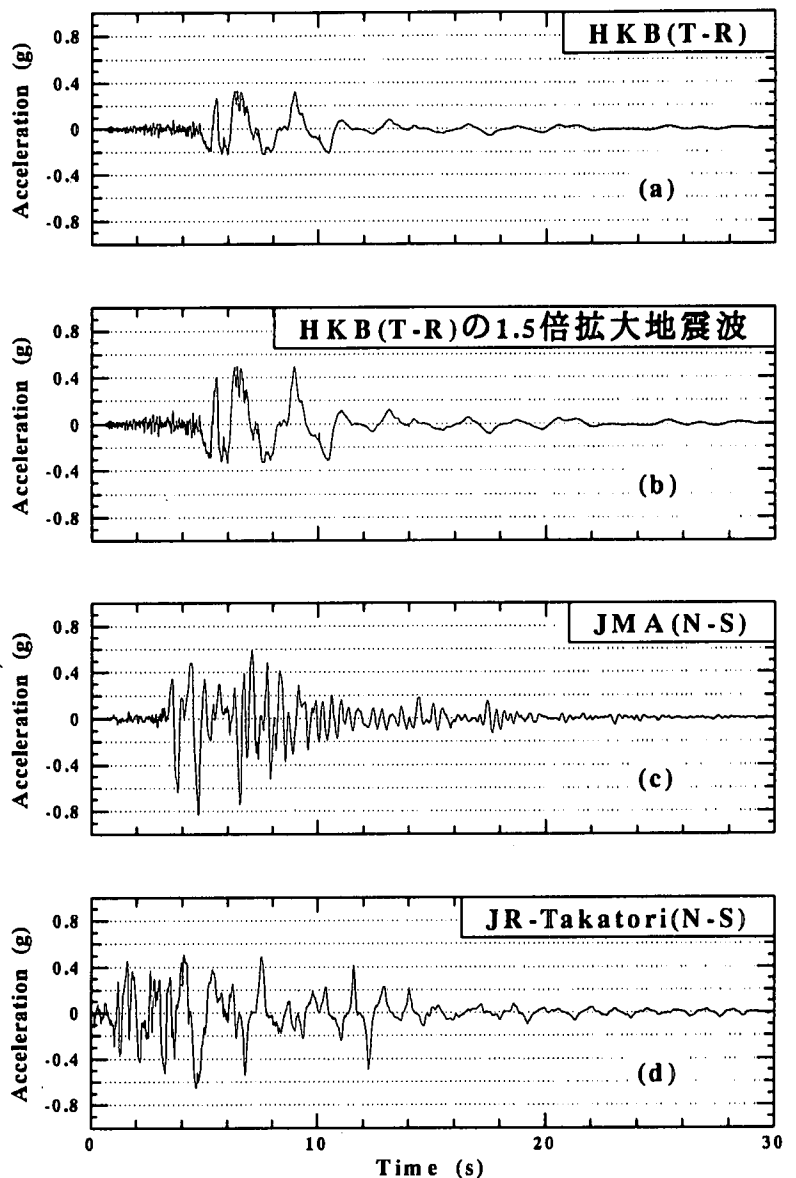 HKB(T-R)
Acceleration (g)
0.8
0.4
0
-0.4
-0.8
(a)
HKB(T-R)の1.5倍拡大地震波
Acceleration (g)
0.8
0.4
0
-0.4
-0.8
(b)
JMA(N-S)
Acceleration (g)
0.8
0.4
0
-0.4
-0.8
(c)
JR-Takatori(N-S)
Acceleration (g)
0.8
0.4
0
-0.4
-0.8
(d)
0 10 20 30
Time (s)